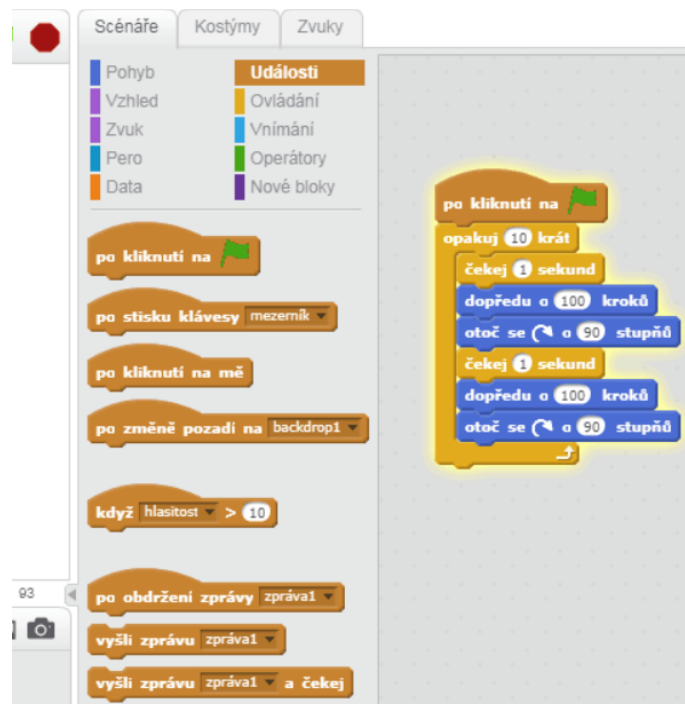 Scénáře Kostýmy Zvuky
Pohyb Události
Vzhled Ovládání
Zvuk Vnímání
Pero Operátory
Data Nové bloky
po kliknutí na
po stisku klávesy mezerník
po kliknutí na mě
po změně pozadí na backdrop1
když hlasitost > 10
po obdržení zprávy zpráva1
vyšli zprávu zpráva1
vyšli zprávu zpráva1 a čekej
93
po kliknutí na
opakuj 10 krát
čekej 1 sekund
dopředu o 100 kroků
otoč se o 90 stupňů
čekej 1 sekund
dopředu o 100 kroků
otoč se o 90 stupňů